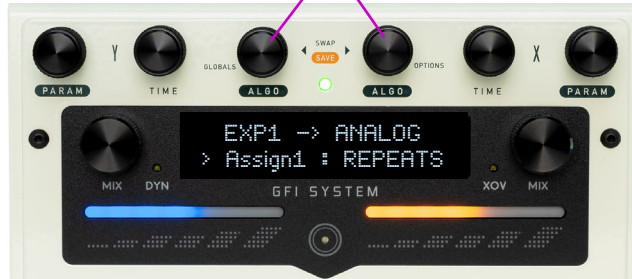 SWAP
SAVE
Y
X
GLOBALS
OPTIONS
PARAM
TIME
ALGO
ALGO
TIME
PARAM
EXP1 -> ANALOG
> Assign1 : REPEATS
MIX
DYN
XOV
MIX
GFI SYSTEM